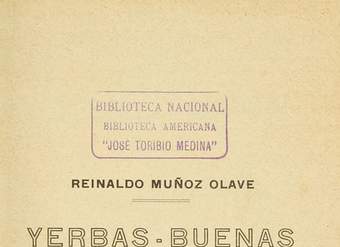 BIBLIOTECA NACIONAL
BIBLIOTECA AMERICANA
"JOSÉ TORIBIO MEDINA"
REINALDO MUÑOZ OLAVE
YERBAS-BUENAS